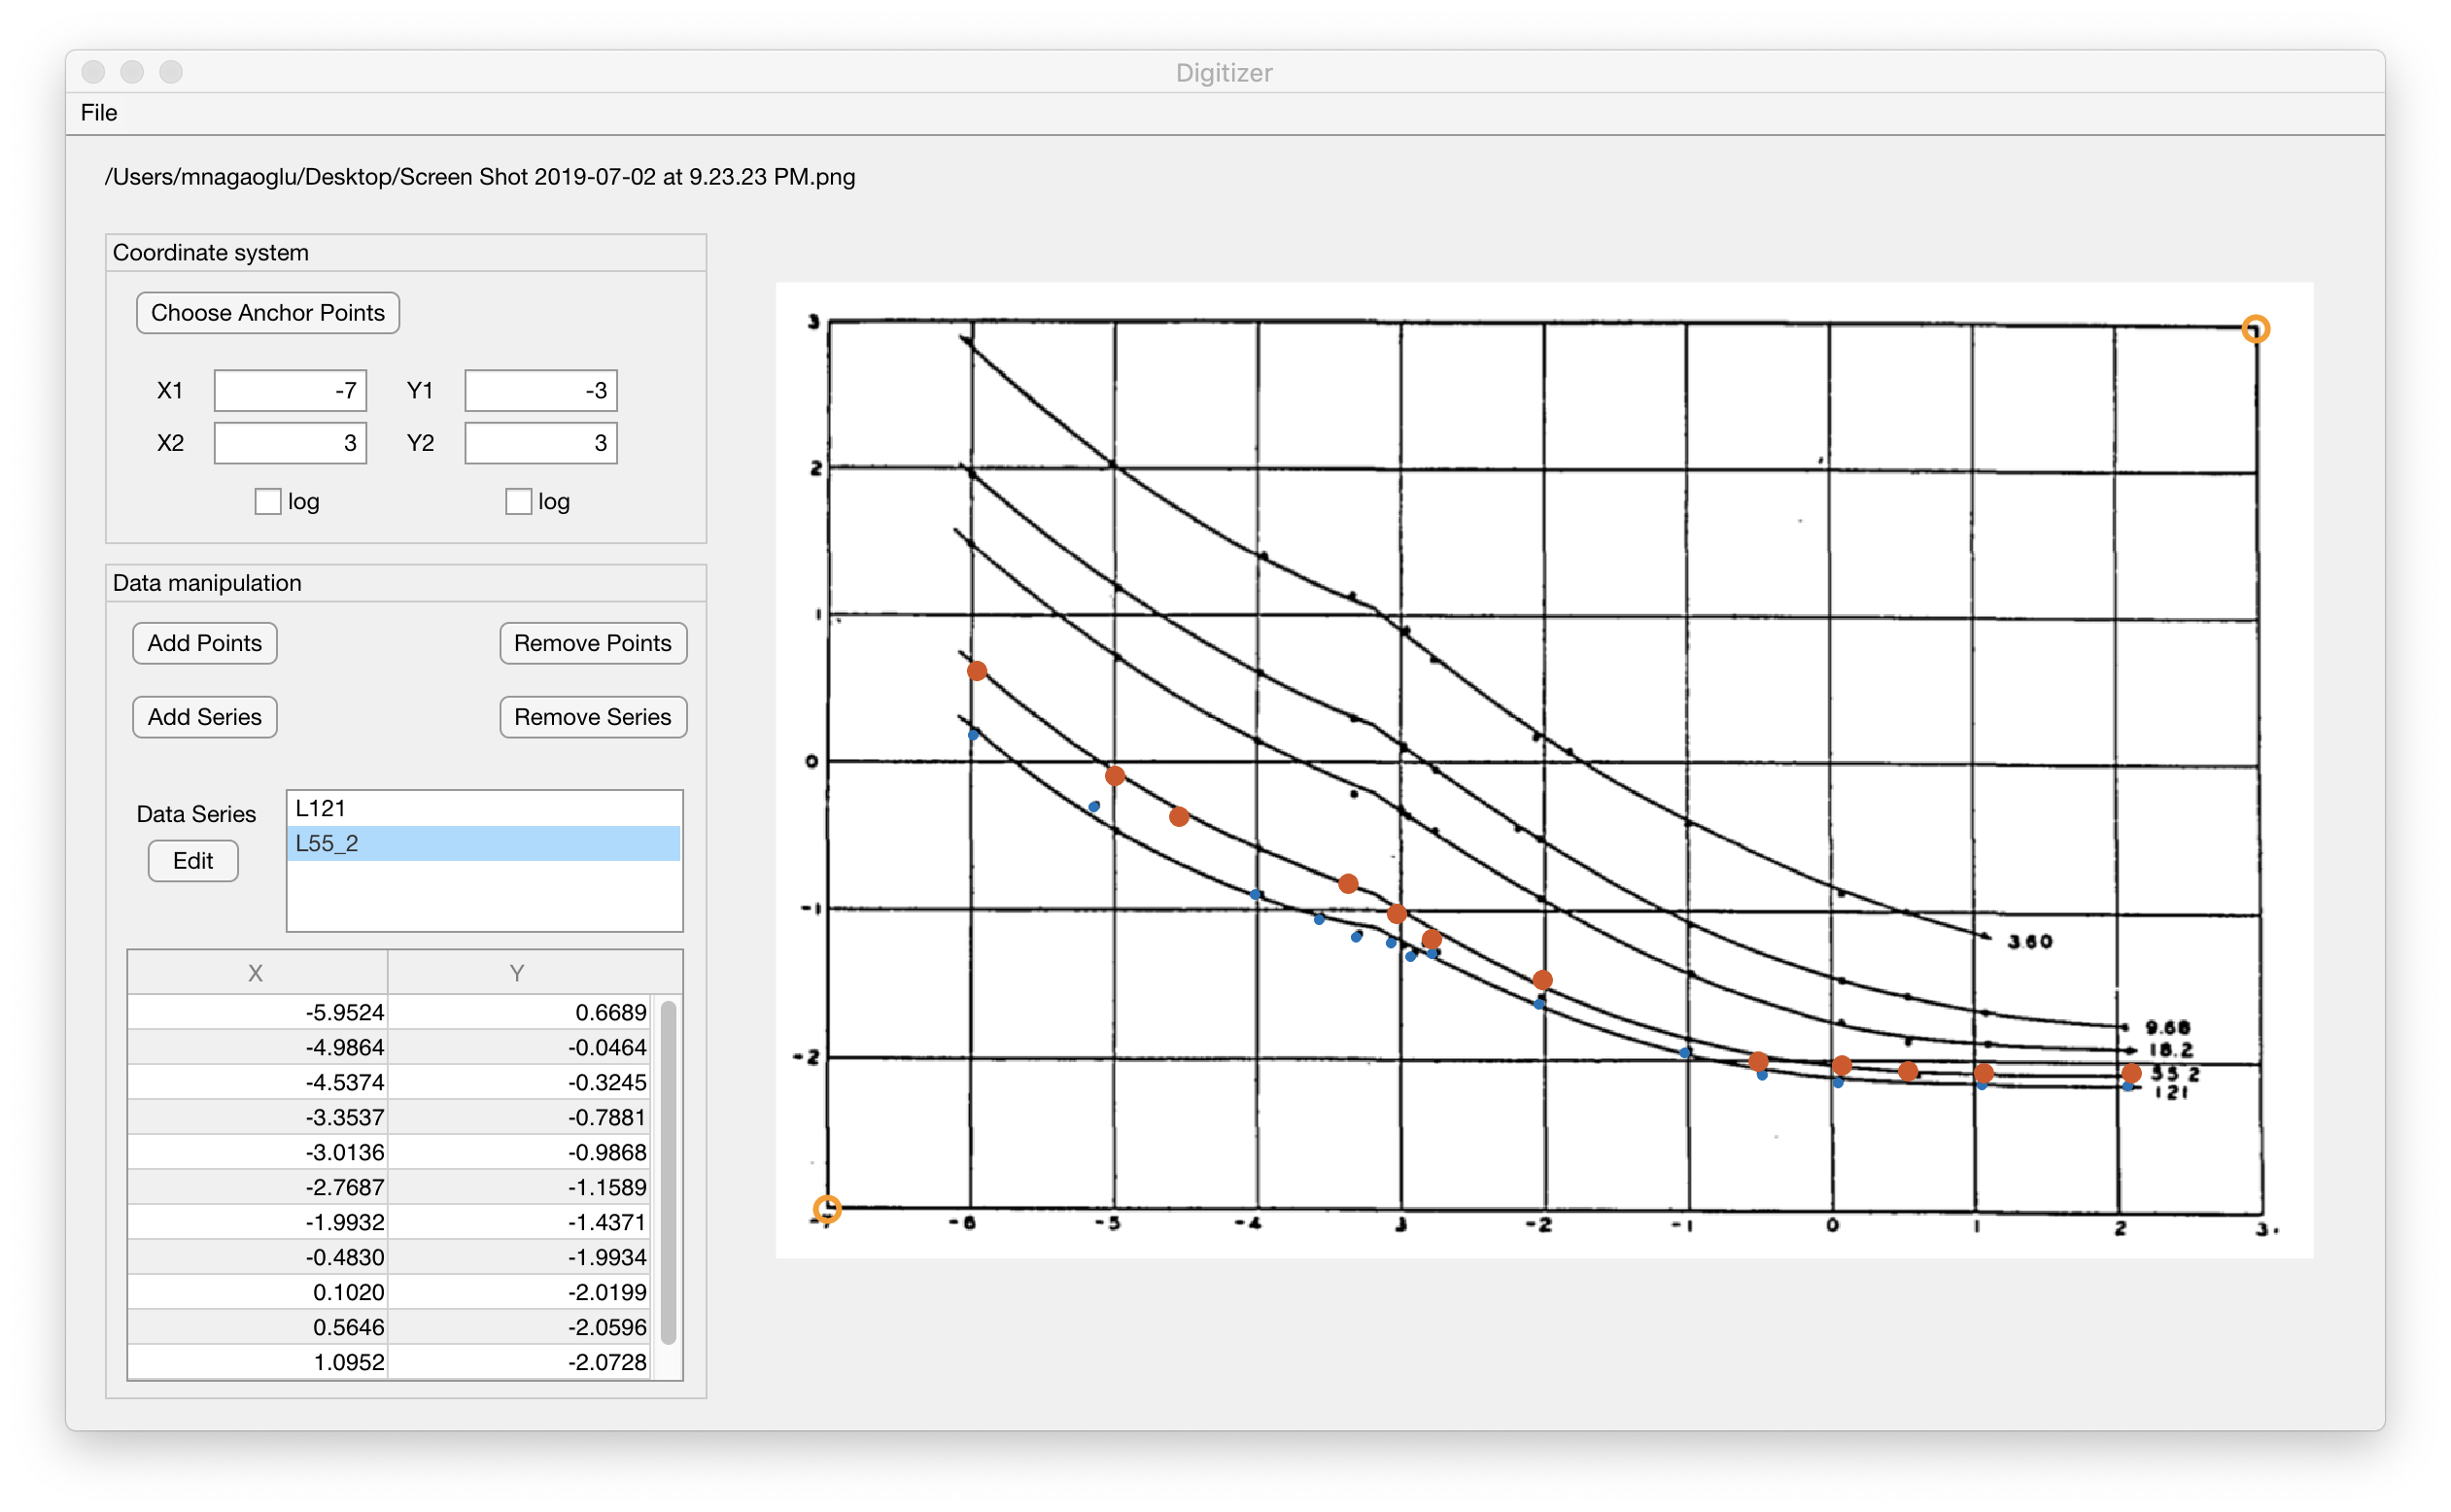 Digitizer
File
/Users/mnagaoglu/Desktop/Screen Shot 2019-07-02 at 9.23.23 PM.png
Coordinate system
Choose Anchor Points
X1 -7 Y1 -3
X2 3 Y2 3
log log
Data manipulation
Add Points Remove Points
Add Series Remove Series
Data Series
Edit
L121
L55_2
X Y
-5.9524 0.6689
-4.9864 -0.0464
-4.5374 -0.3245
-3.3537 -0.7881
-3.0136 -0.9868
-2.7687 -1.1589
-1.9932 -1.4371
-0.4830 -1.9934
0.1020 -2.0199
0.5646 -2.0596
1.0952 -2.0728
3
2
1
0
-1
-2
-7 -6 -5 -4 3 -2 -1 0 1 2 3.
3.60
9.68
18.2
55.2
121